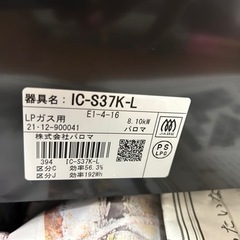 器具名: IC-S37K-L
EI-4-16
LPガス用 8.10kW
21-12-900041 パロマ
株式会社パロマ
PS
LPG
394 IC-S37K-L
区分C 効率56.3%
区分J 効率192Wh